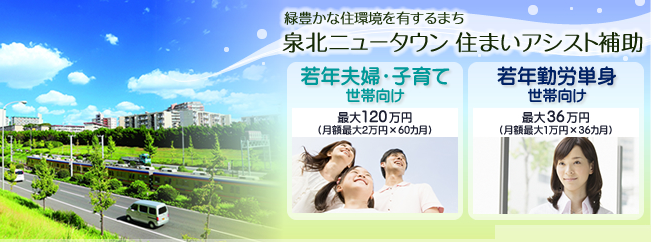 緑豊かな住環境を有するまち
泉北ニュータウン 住まいアシスト補助
若年夫婦・子育て
世帯向け
最大120万円
(月額最大2万円×60カ月)
若年勤労単身
世帯向け
最大36万円
(月額最大1万円×36カ月)